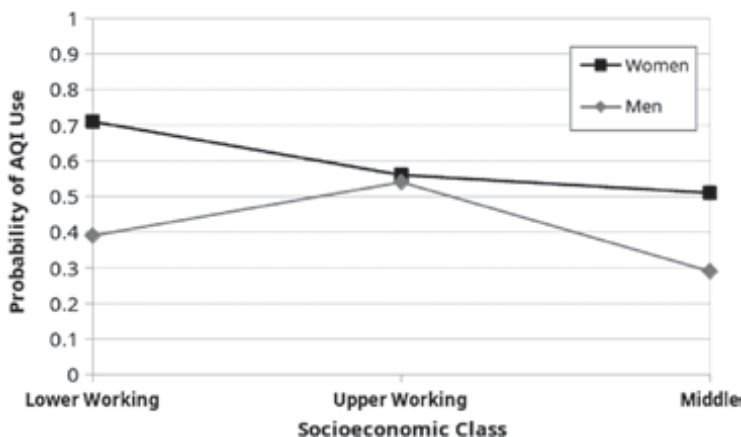 1
0.9
0.8
0.7
0.6
0.5
0.4
0.3
0.2
0.1
0
Probability of AQI Use
Women
Men
Lower Working
Upper Working
Middle
Socioeconomic Class